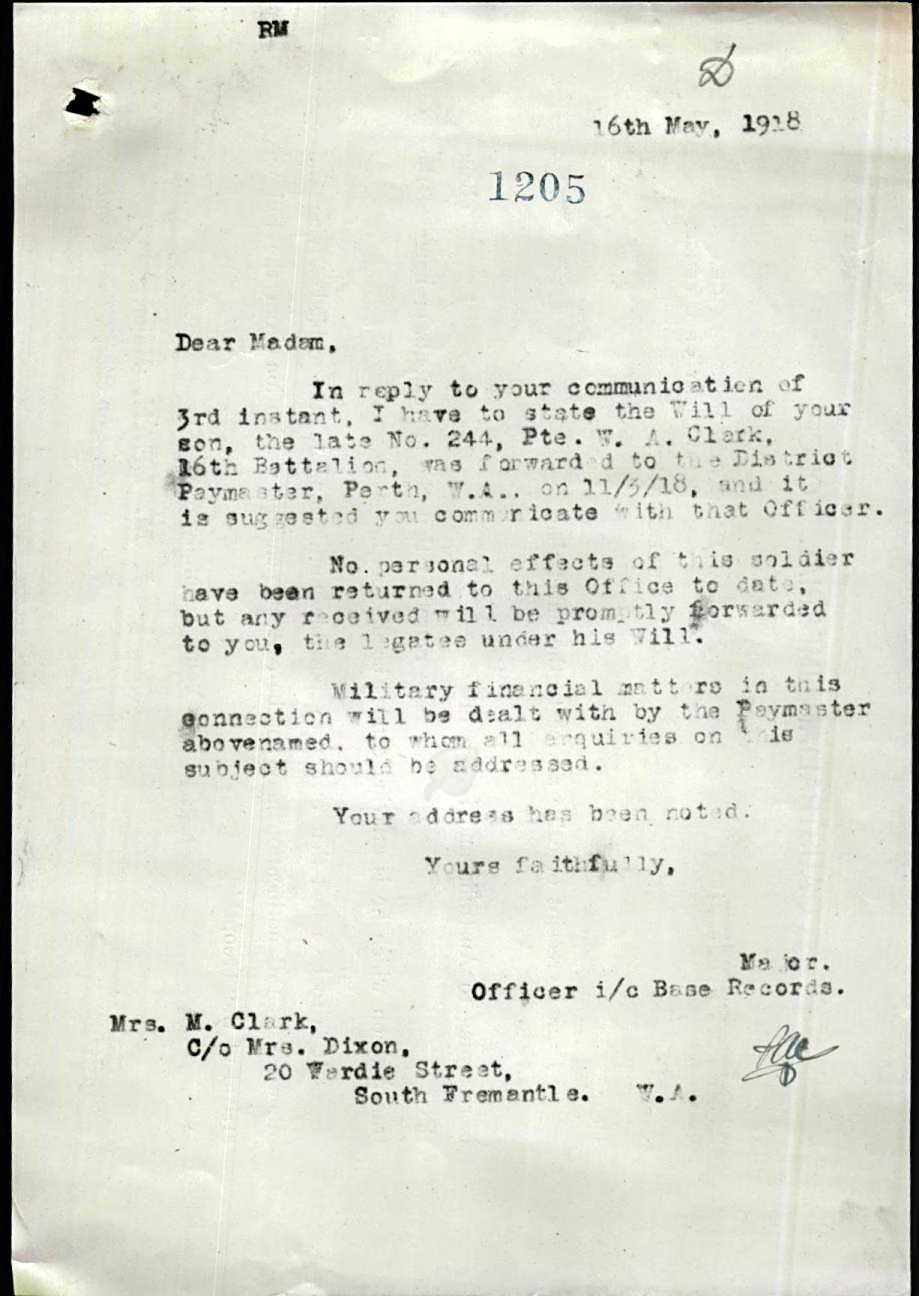 RM
16th May, 1918
1205
Dear Madam,
In reply to your communication of
3rd instant, I have to state the Will of your
son, the late No. 244, Pte. W. A. Clark,
16th Battalion, was forwarded to the District
Paymaster, Perth, W.A., on 11/3/18, and it
is suggested you communicate with that Officer.
No personal effects of this soldier
have been returned to this Office to date,
but any received will be promptly forwarded
to you, the legatee under his Will.
Military financial matters in this
connection will be dealt with by the Paymaster
abovenamed, to whom all enquiries on this
subject should be addressed.
Your address has been noted.
Yours faithfully,
Major.
Officer i/c Base Records.
Mrs. M. Clark,
C/o Mrs. Dixon,
20 Wardie Street,
South Fremantle. W.A.